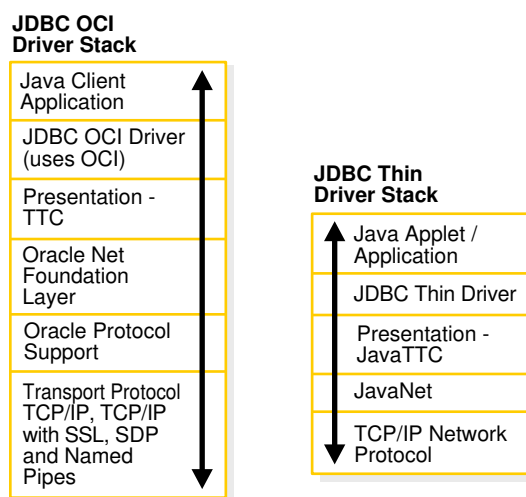 JDBC OCI
Driver Stack
Java Client
Application
JDBC OCI Driver
(uses OCI)
Presentation -
TTC
Oracle Net
Foundation
Layer
Oracle Protocol
Support
Transport Protocol
TCP/IP, TCP/IP
with SSL, SDP
and Named
Pipes
JDBC Thin
Driver Stack
Java Applet /
Application
JDBC Thin Driver
Presentation -
JavaTTC
JavaNet
TCP/IP Network
Protocol